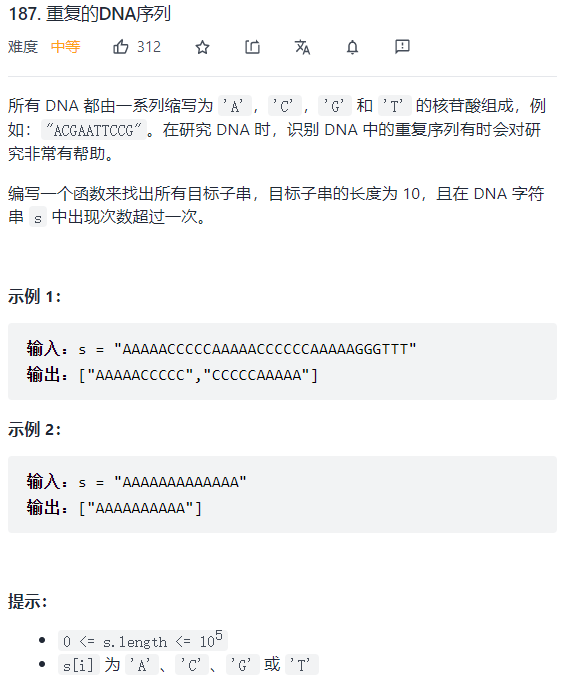 187. 重复的DNA序列
难度 中等 312
所有 DNA 都由一系列缩写为 'A'，'C'，'G' 和 'T' 的核苷酸组成，例
如："ACGAATTCCG"。在研究 DNA 时，识别 DNA 中的重复序列有时会对研
究非常有帮助。
编写一个函数来找出所有目标子串，目标子串的长度为 10，且在 DNA 字符
串 s 中出现次数超过一次。
示例 1：
输入：s = "AAAAACCCCCAAAAACCCCCCAAAAAGGGTTT"
输出：["AAAAACCCCC","CCCCCAAAAA"]
示例 2：
输入：s = "AAAAAAAAAAAAA"
输出：["AAAAAAAAAA"]
提示：
0 <= s.length <= 10⁵
s[i] 为 'A'、'C'、'G' 或 'T'